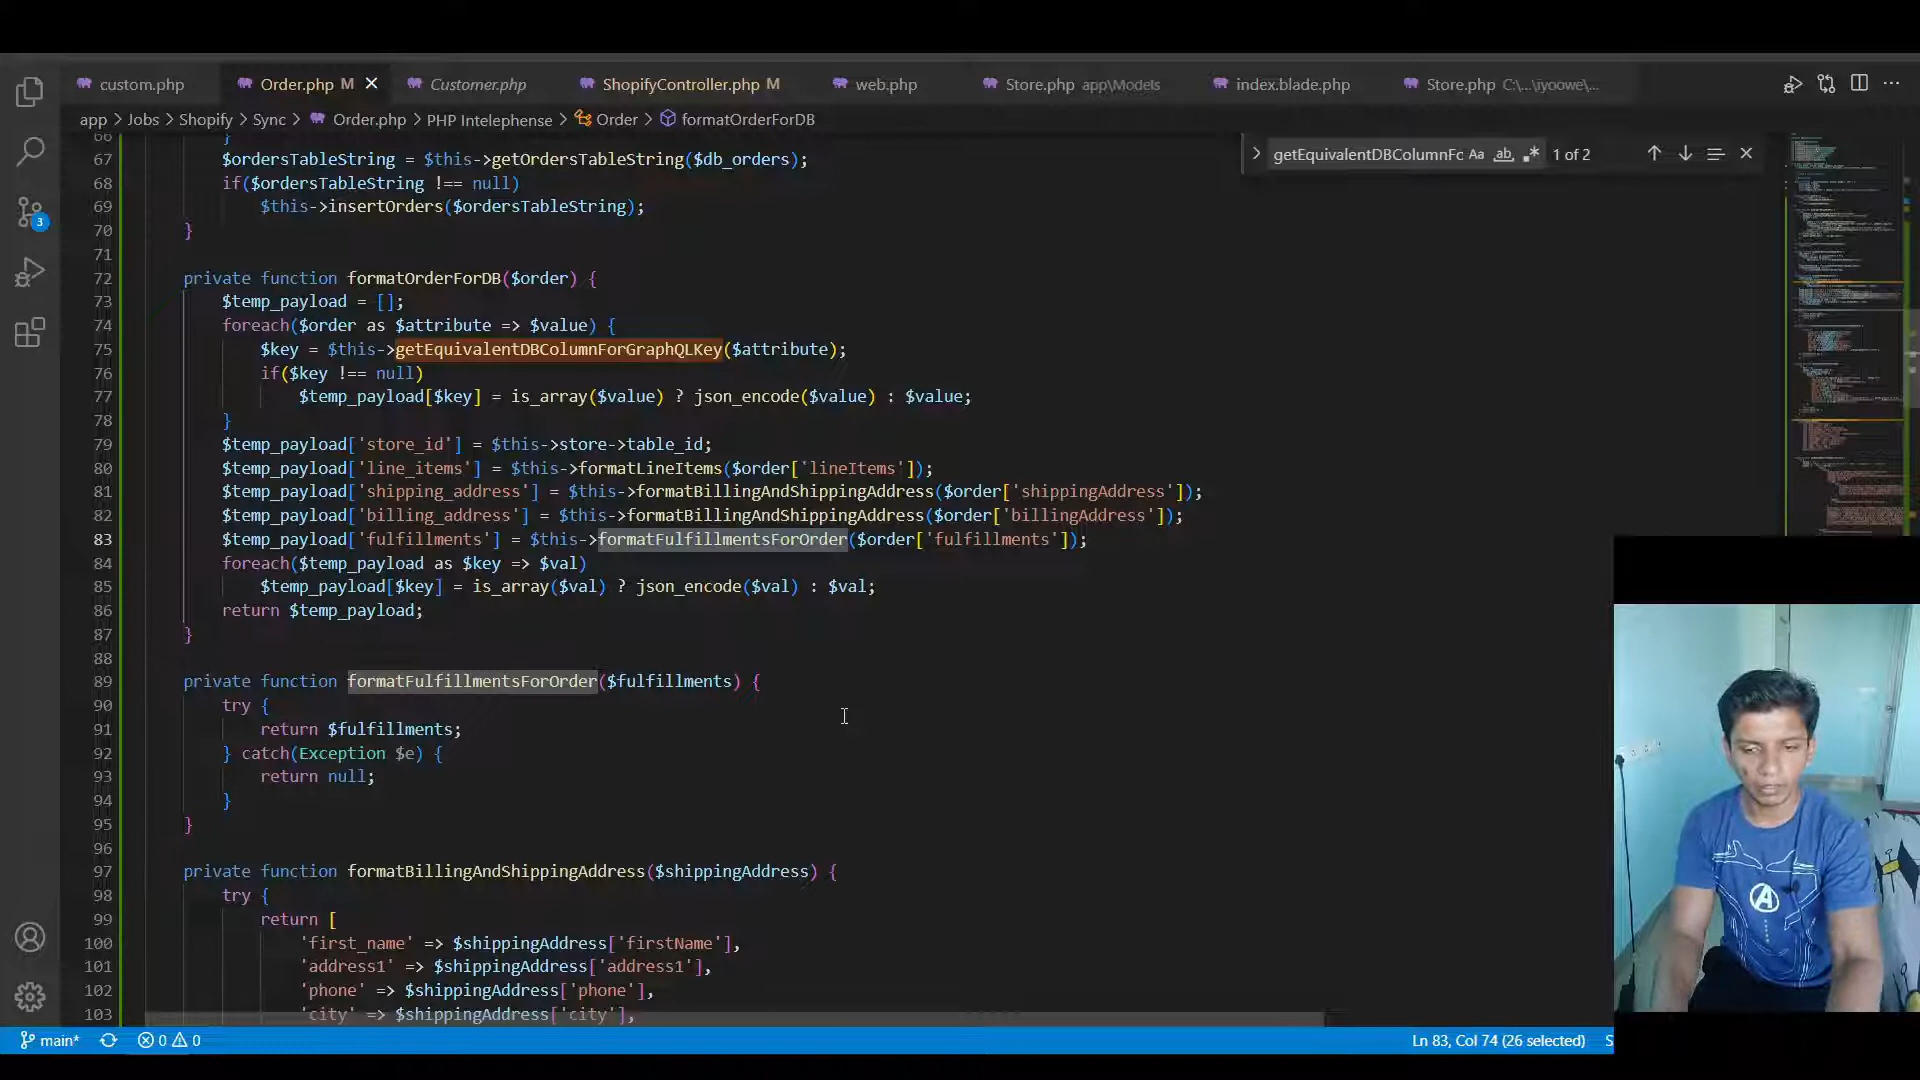 custom.php
Order.php M
Customer.php
ShopifyController.php M
web.php
Store.php app\Models
index.blade.php
Store.php C:\...\iyoowe\...
app > Jobs > Shopify > Sync > Order.php > PHP Intelephense > Order > formatOrderForDB
getEquivalentDBColumnFc Aa ab 1 of 2
66 }
67 $ordersTableString = $this->getOrdersTableString($db_orders);
68 if($ordersTableString !== null)
69 $this->insertOrders($ordersTableString);
70 }
71
72 private function formatOrderForDB($order) {
73 $temp_payload = [];
74 foreach($order as $attribute => $value) {
75 $key = $this->getEquivalentDBColumnForGraphQLKey($attribute);
76 if($key !== null)
77 $temp_payload[$key] = is_array($value) ? json_encode($value) : $value;
78 }
79 $temp_payload['store_id'] = $this->store->table_id;
80 $temp_payload['line_items'] = $this->formatLineItems($order['lineItems']);
81 $temp_payload['shipping_address'] = $this->formatBillingAndShippingAddress($order['shippingAddress']);
82 $temp_payload['billing_address'] = $this->formatBillingAndShippingAddress($order['billingAddress']);
83 $temp_payload['fulfillments'] = $this->formatFulfillmentsForOrder($order['fulfillments']);
84 foreach($temp_payload as $key => $val)
85 $temp_payload[$key] = is_array($val) ? json_encode($val) : $val;
86 return $temp_payload;
87 }
88
89 private function formatFulfillmentsForOrder($fulfillments) {
90 try {
91 return $fulfillments;
92 } catch(Exception $e) {
93 return null;
94 }
95 }
96
97 private function formatBillingAndShippingAddress($shippingAddress) {
98 try {
99 return [
100 'first_name' => $shippingAddress['firstName'],
101 'address1' => $shippingAddress['address1'],
102 'phone' => $shippingAddress['phone'],
103 'city' => $shippingAddress['city'],
3
main* 0 0
Ln 83, Col 74 (26 selected)
S